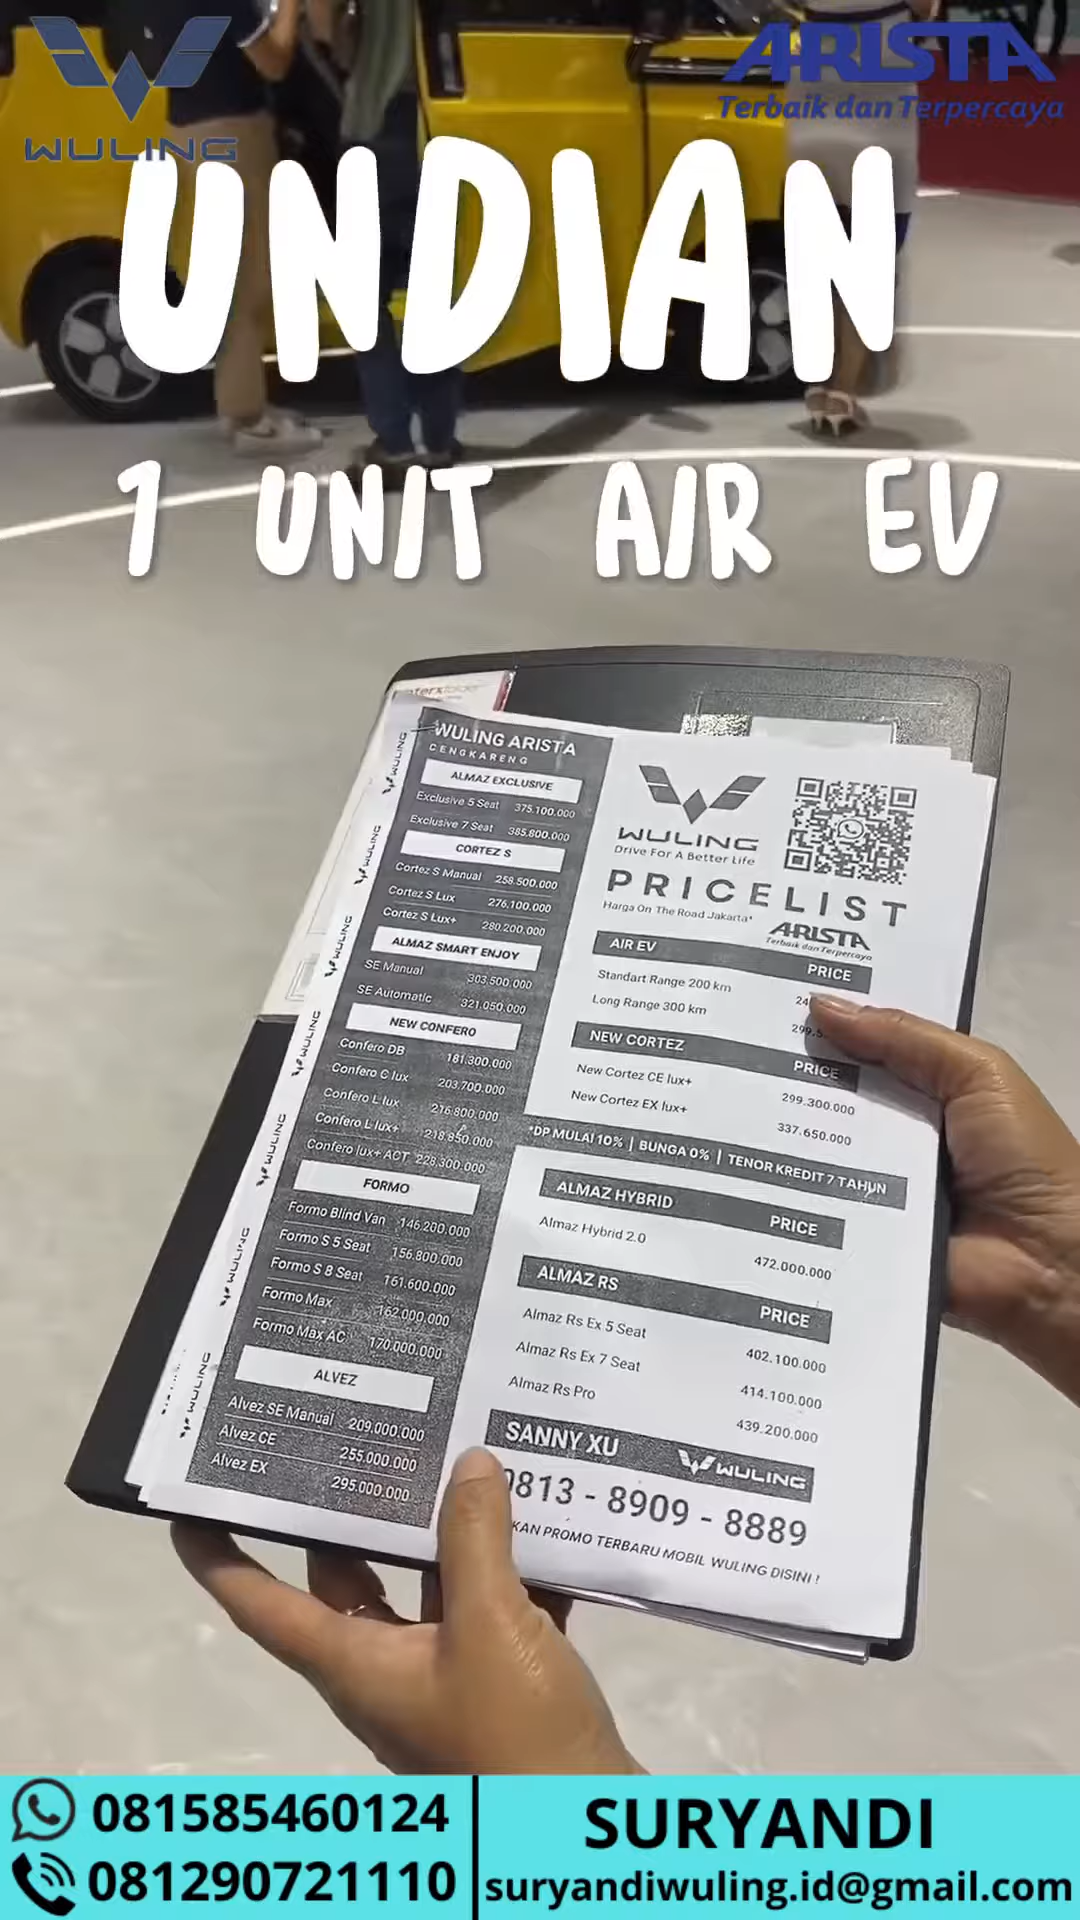 WULING
ARISTA
Terbaik dan Terpercaya
UNDIAN
1 UNIT AIR EV
WULING ARISTA
CENGKARENG
ALMAZ EXCLUSIVE
Exclusive 5 Seat 375.100.000
Exclusive 7 Seat 385.800.000
CORTEZ S
Cortez S Manual 258.500.000
Cortez S Lux 276.100.000
Cortez S Lux+ 280.200.000
ALMAZ SMART ENJOY
SE Manual 303.500.000
SE Automatic 321.050.000
NEW CONFERO
Confero DB 181.300.000
Confero C lux 203.700.000
Confero L lux 216.800.000
Confero L lux+ 218.850.000
Confero lux+ ACT 228.300.000
FORMO
Formo Blind Van 146.200.000
Formo S 5 Seat 156.800.000
Formo S 8 Seat 161.600.000
Formo Max 162.000.000
Formo Max AC 170.000.000
ALVEZ
Alvez SE Manual 209.000.000
Alvez CE 255.000.000
Alvez EX 295.000.000
WULING
Drive For A Better Life
PRICELIST
Harga On The Road Jakarta*
ARISTA
Terbaik dan Terpercaya
AIR EV PRICE
Standart Range 200 km
Long Range 300 km
NEW CORTEZ PRICE
New Cortez CE lux+ 299.300.000
New Cortez EX lux+ 337.650.000
*DP MULAI 10% | BUNGA 0% | TENOR KREDIT 7 TAHUN
ALMAZ HYBRID PRICE
Almaz Hybrid 2.0 472.000.000
ALMAZ RS PRICE
Almaz Rs Ex 5 Seat 402.100.000
Almaz Rs Ex 7 Seat 414.100.000
Almaz Rs Pro 439.200.000
SANNY XU WULING
0813 - 8909 - 8889
PROMO TERBARU MOBIL WULING DISINI !
081585460124
081290721110
SURYANDI
suryandiwuling.id@gmail.com